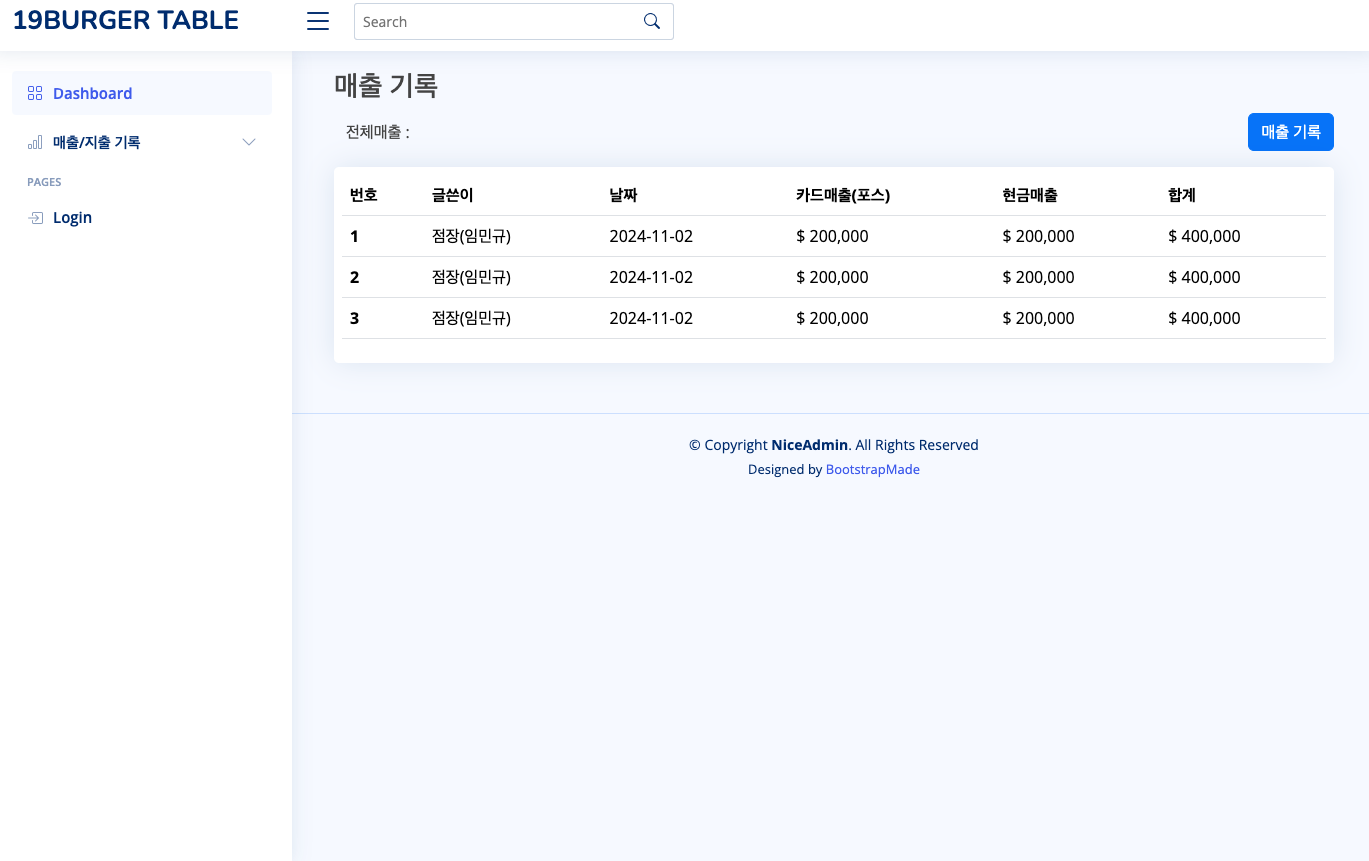 19BURGER TABLE
Search
Dashboard
매출/지출 기록
PAGES
Login
매출 기록
전체매출 :
매출 기록
번호 글쓴이 날짜 카드매출(포스) 현금매출 합계
1 점장(임민규) 2024-11-02 $ 200,000 $ 200,000 $ 400,000
2 점장(임민규) 2024-11-02 $ 200,000 $ 200,000 $ 400,000
3 점장(임민규) 2024-11-02 $ 200,000 $ 200,000 $ 400,000
© Copyright NiceAdmin. All Rights Reserved
Designed by BootstrapMade